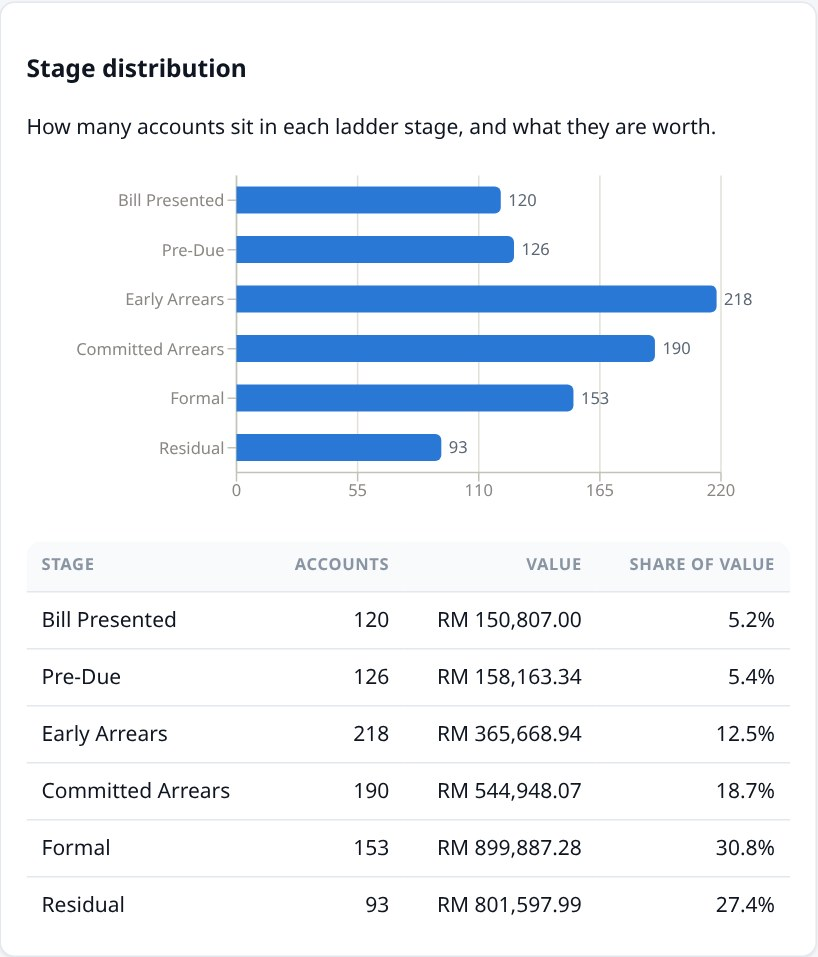 Stage distribution
How many accounts sit in each ladder stage, and what they are worth.
Bill Presented 120
Pre-Due 126
Early Arrears 218
Committed Arrears 190
Formal 153
Residual 93
0 55 110 165 220
STAGE ACCOUNTS VALUE SHARE OF VALUE
Bill Presented 120 RM 150,807.00 5.2%
Pre-Due 126 RM 158,163.34 5.4%
Early Arrears 218 RM 365,668.94 12.5%
Committed Arrears 190 RM 544,948.07 18.7%
Formal 153 RM 899,887.28 30.8%
Residual 93 RM 801,597.99 27.4%